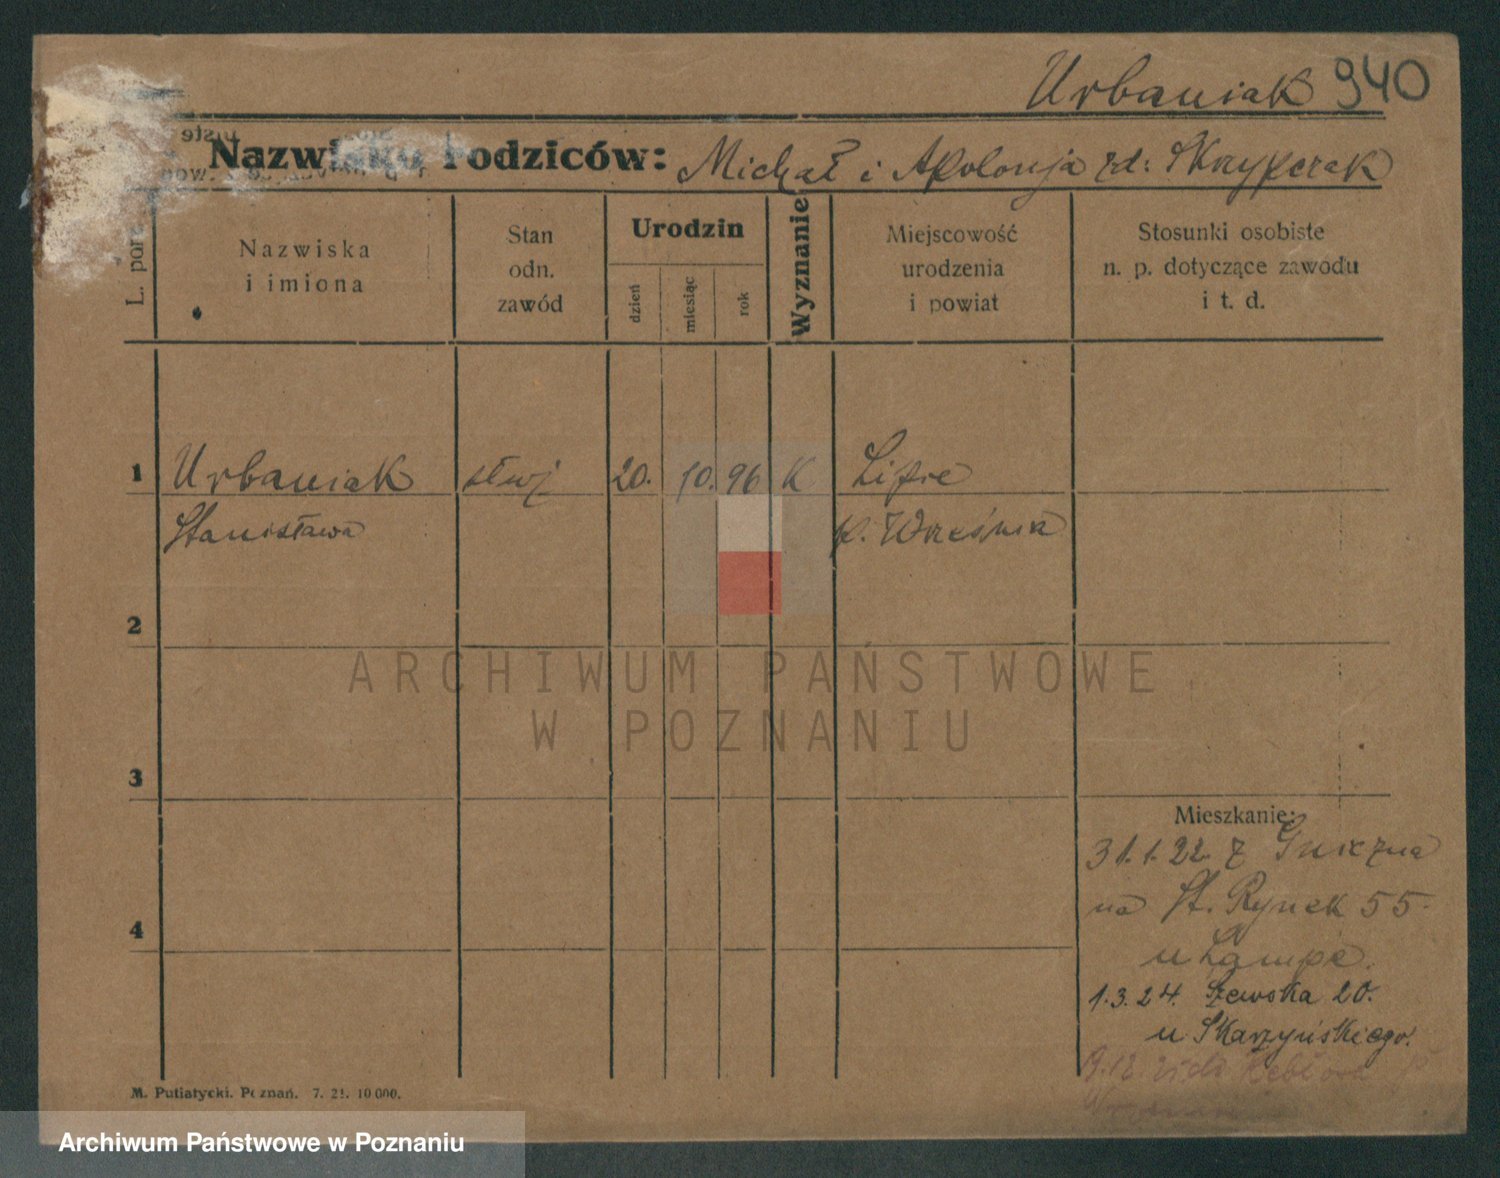 Urbaniak 940
Nazwiska Rodziców: Michał i Apolonja rd: Skrypczak
L. porz.
Nazwiska
i imiona
Stan
odn.
zawód
Urodzin
dzień
miesiąc
rok
Wyznanie
Miejscowość
urodzenia
i powiat
Stosunki osobiste
n. p. dotyczące zawodu
i t. d.
1 Urbaniak służ 20. 10. 96 K Lipie
Stanisława p. Września
2
ARCHIWUM PAŃSTWOWE
W POZNANIU
3
Mieszkanie:
31.1.22. z Gniezna
na St. Rynek 55.
4
u Lampe.
1.3.24. Szewska 20.
u Skarzyńskiego.
M. Putiatycki. Poznań. 7. 21. 10 000.
Archiwum Państwowe w Poznaniu